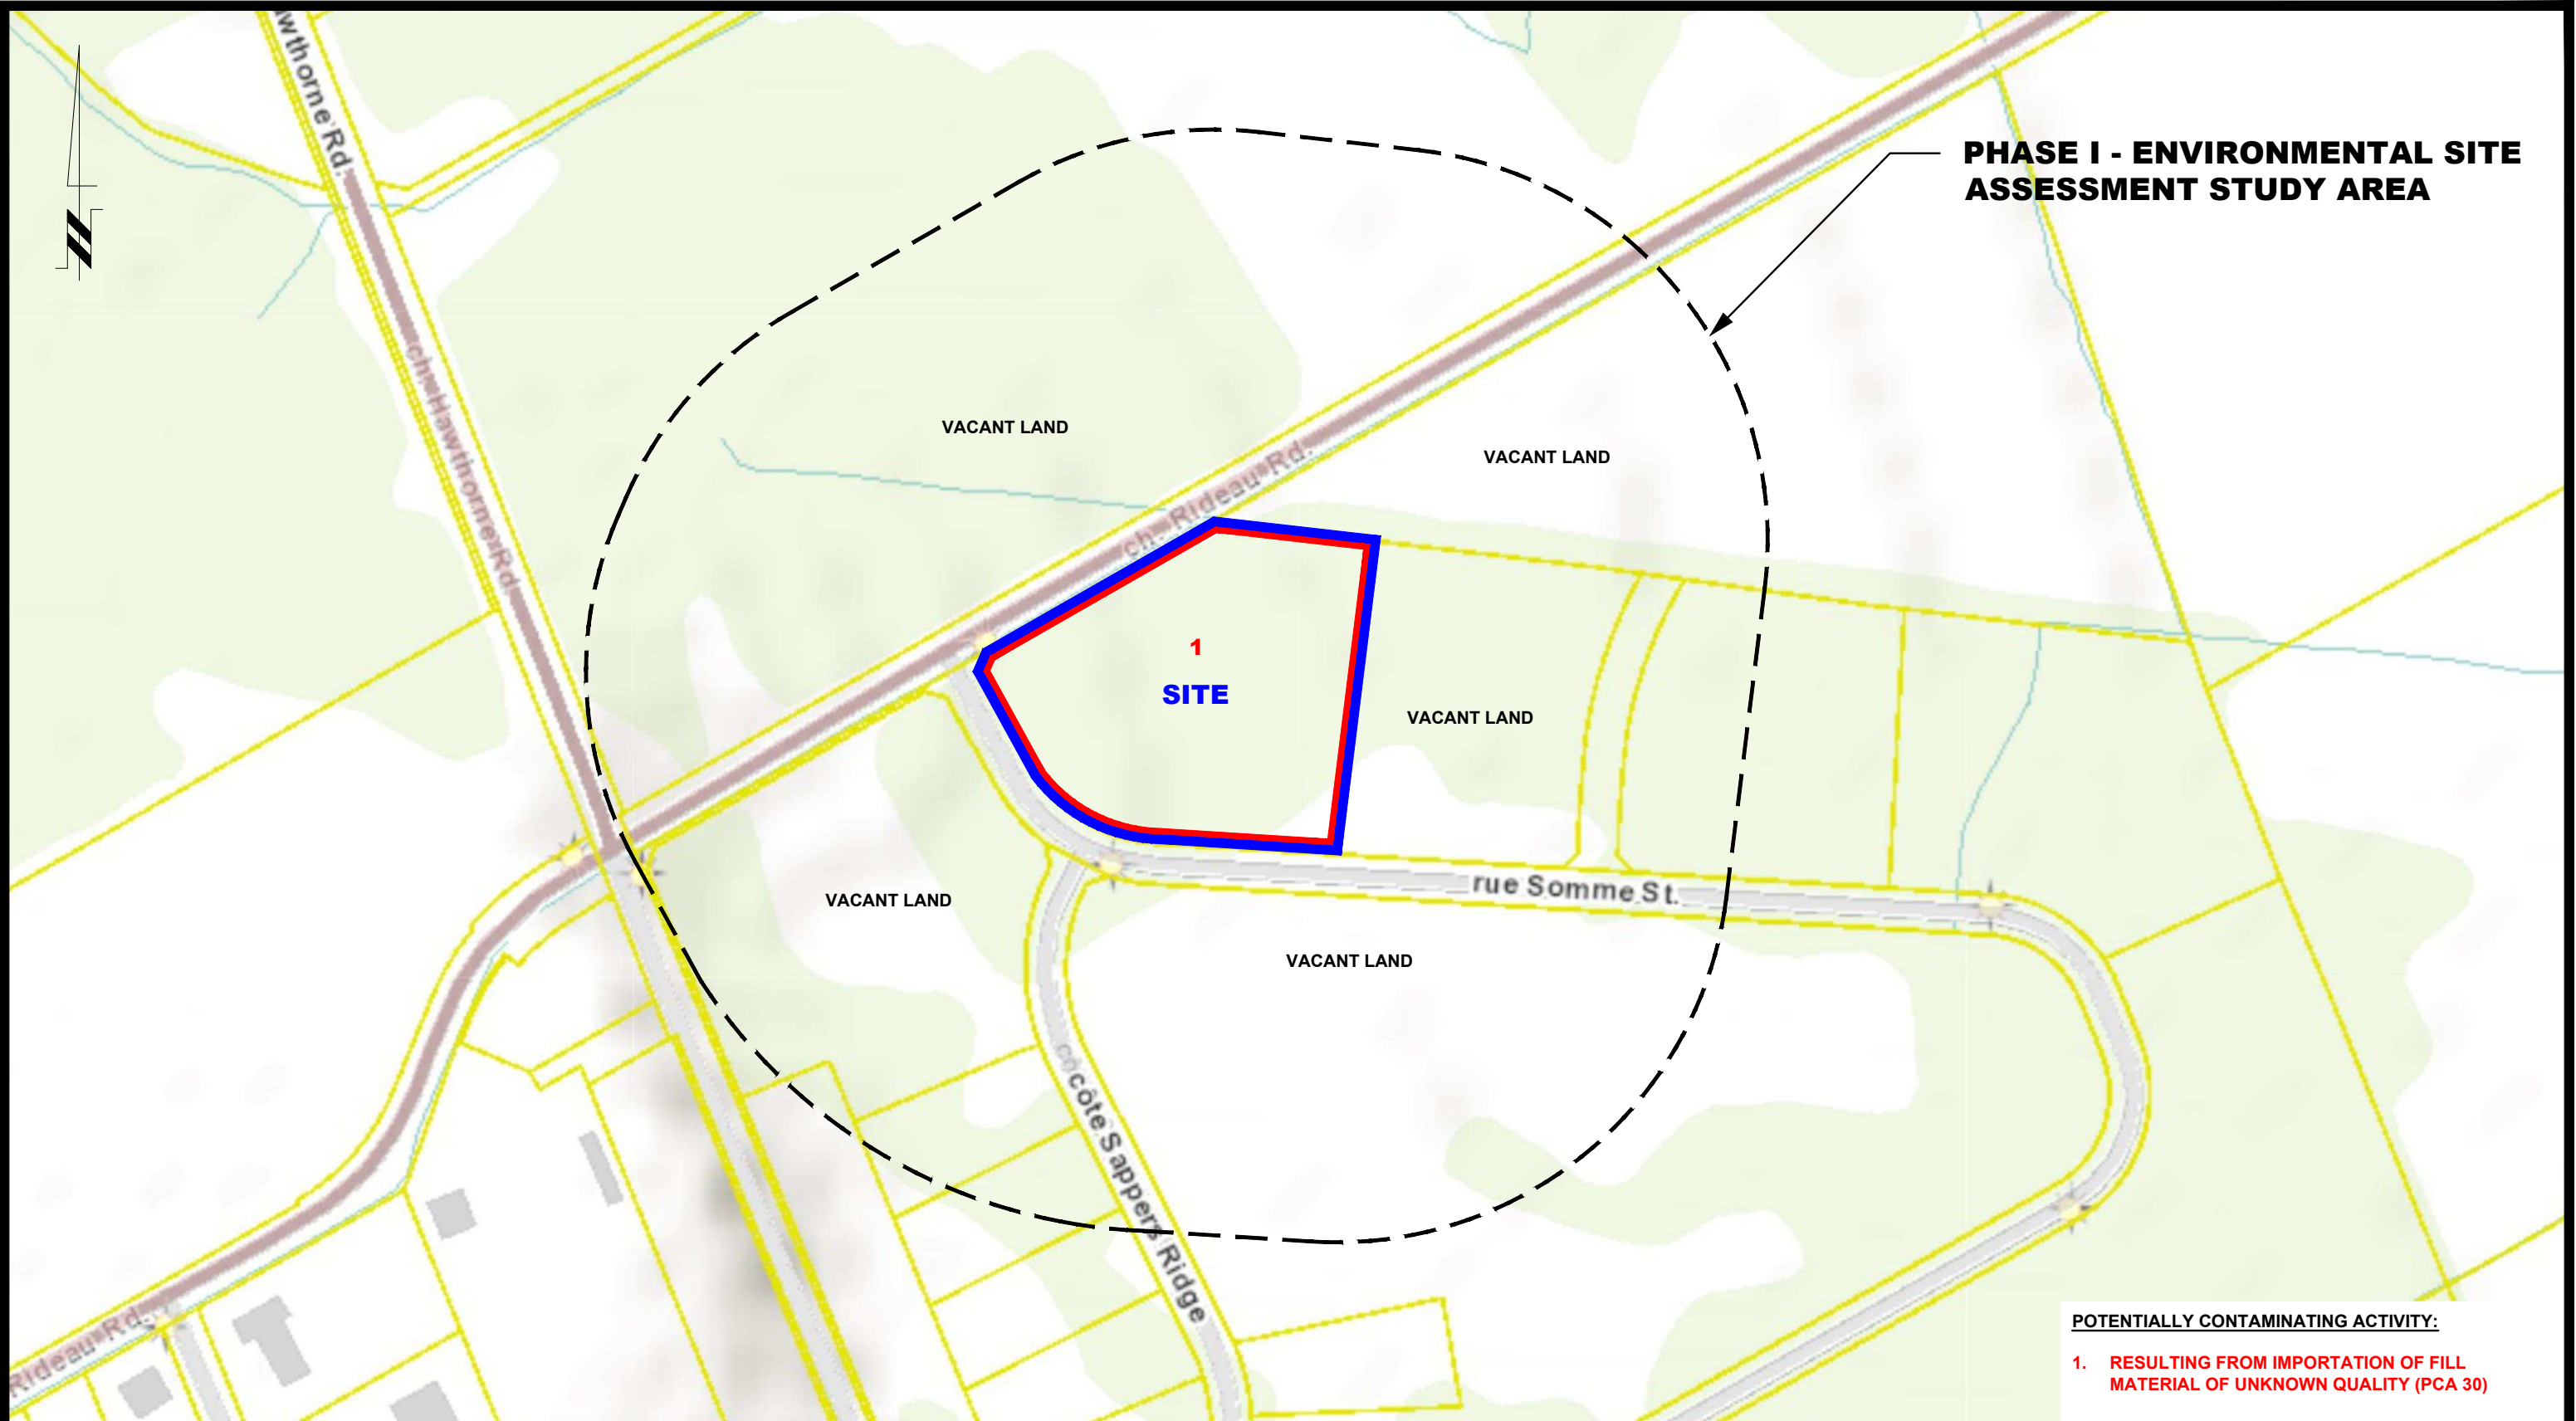 wthorne Rd.
PHASE I - ENVIRONMENTAL SITE
ASSESSMENT STUDY AREA
ch. Hawthorne Rd.
VACANT LAND
VACANT LAND
ch. Rideau Rd.
1
SITE
VACANT LAND
VACANT LAND
rue Somme St.
VACANT LAND
côte Sappers Ridge
Rideau Rd.
POTENTIALLY CONTAMINATING ACTIVITY:
1. RESULTING FROM IMPORTATION OF FILL
MATERIAL OF UNKNOWN QUALITY (PCA 30)